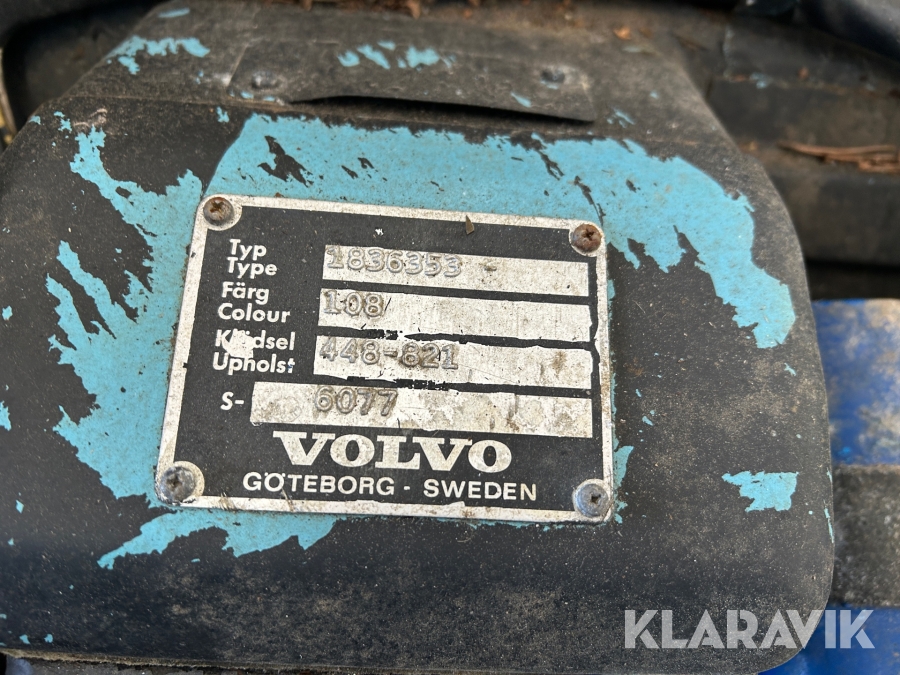 Typ
Type 1836353
Färg
Colour 108
Klädsel
Upholst 448-821
S- 6077
VOLVO
GÖTEBORG - SWEDEN
KLARAVIK